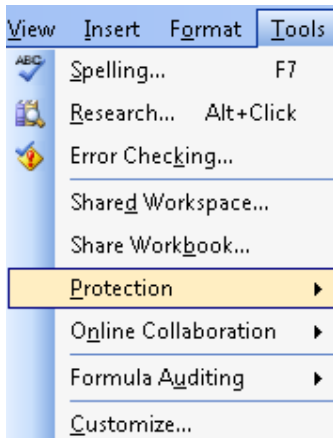 View Insert Format Tools
ABC Spelling... F7
Research... Alt+Click
Error Checking...
Shared Workspace...
Share Workbook...
Protection
Online Collaboration
Formula Auditing
Customize...